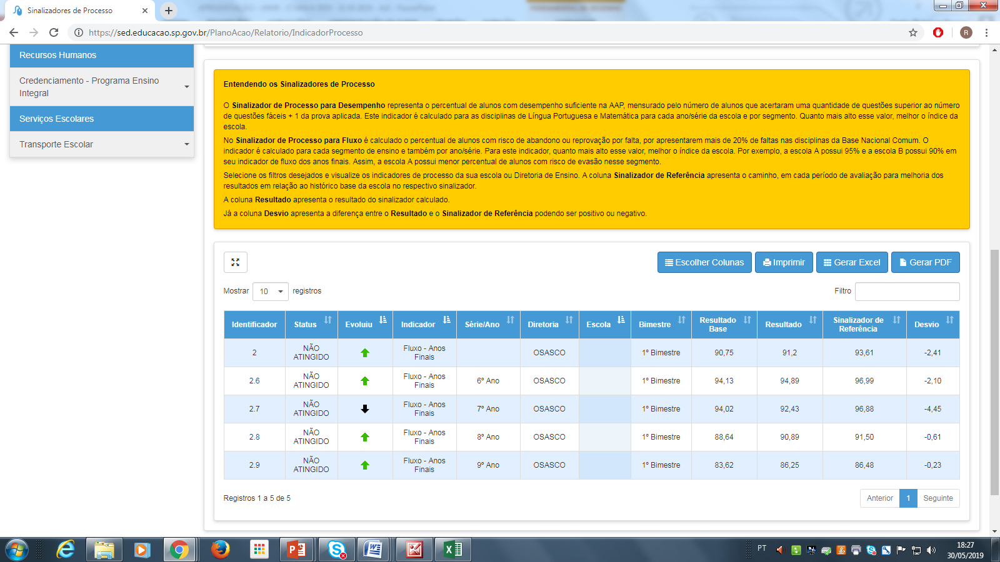 Sinalizadores de Processo
https://sed.educacao.sp.gov.br/PlanoAcao/Relatorio/IndicadorProcesso
R
Recursos Humanos
Credenciamento - Programa Ensino
Integral
Serviços Escolares
Transporte Escolar
Entendendo os Sinalizadores de Processo
O Sinalizador de Processo para Desempenho representa o percentual de alunos com desempenho suficiente na AAP, mensurado pelo número de alunos que acertaram uma quantidade de questões superior ao número
de questões fáceis + 1 da prova aplicada. Este indicador é calculado para as disciplinas de Língua Portuguesa e Matemática para cada ano/série da escola e por segmento. Quanto mais alto esse valor, melhor o índice da
escola.
No Sinalizador de Processo para Fluxo é calculado o percentual de alunos com risco de abandono ou reprovação por falta, por apresentarem mais de 20% de faltas nas disciplinas da Base Nacional Comum. O
indicador é calculado para cada segmento de ensino e também por ano/série. Para este indicador, quanto mais alto esse valor, melhor o índice da escola. Por exemplo, a escola A possui 95% e a escola B possui 90% em
seu indicador de fluxo dos anos finais. Assim, a escola A possui menor percentual de alunos com risco de evasão nesse segmento.
Selecione os filtros desejados e visualize os indicadores de processo da sua escola ou Diretoria de Ensino. A coluna Sinalizador de Referência apresenta o caminho, em cada período de avaliação para melhoria dos
resultados em relação ao histórico base da escola no respectivo sinalizador.
A coluna Resultado apresenta o resultado do sinalizador calculado.
Já a coluna Desvio apresenta a diferença entre o Resultado e o Sinalizador de Referência podendo ser positivo ou negativo.
Escolher Colunas Imprimir Gerar Excel Gerar PDF
Mostrar 10 registros Filtro
Identificador Status Evoluiu Indicador Série/Ano Diretoria Escola Bimestre Resultado Base Resultado Sinalizador de Referência Desvio
2 NÃO ATINGIDO Fluxo - Anos Finais OSASCO 1º Bimestre 90,75 91,2 93,61 -2,41
2.6 NÃO ATINGIDO Fluxo - Anos Finais 6º Ano OSASCO 1º Bimestre 94,13 94,89 96,99 -2,10
2.7 NÃO ATINGIDO Fluxo - Anos Finais 7º Ano OSASCO 1º Bimestre 94,02 92,43 96,88 -4,45
2.8 NÃO ATINGIDO Fluxo - Anos Finais 8º Ano OSASCO 1º Bimestre 88,64 90,89 91,50 -0,61
2.9 NÃO ATINGIDO Fluxo - Anos Finais 9º Ano OSASCO 1º Bimestre 83,62 86,25 86,48 -0,23
Registros 1 a 5 de 5
Anterior 1 Seguinte
PT
18:27
30/05/2019